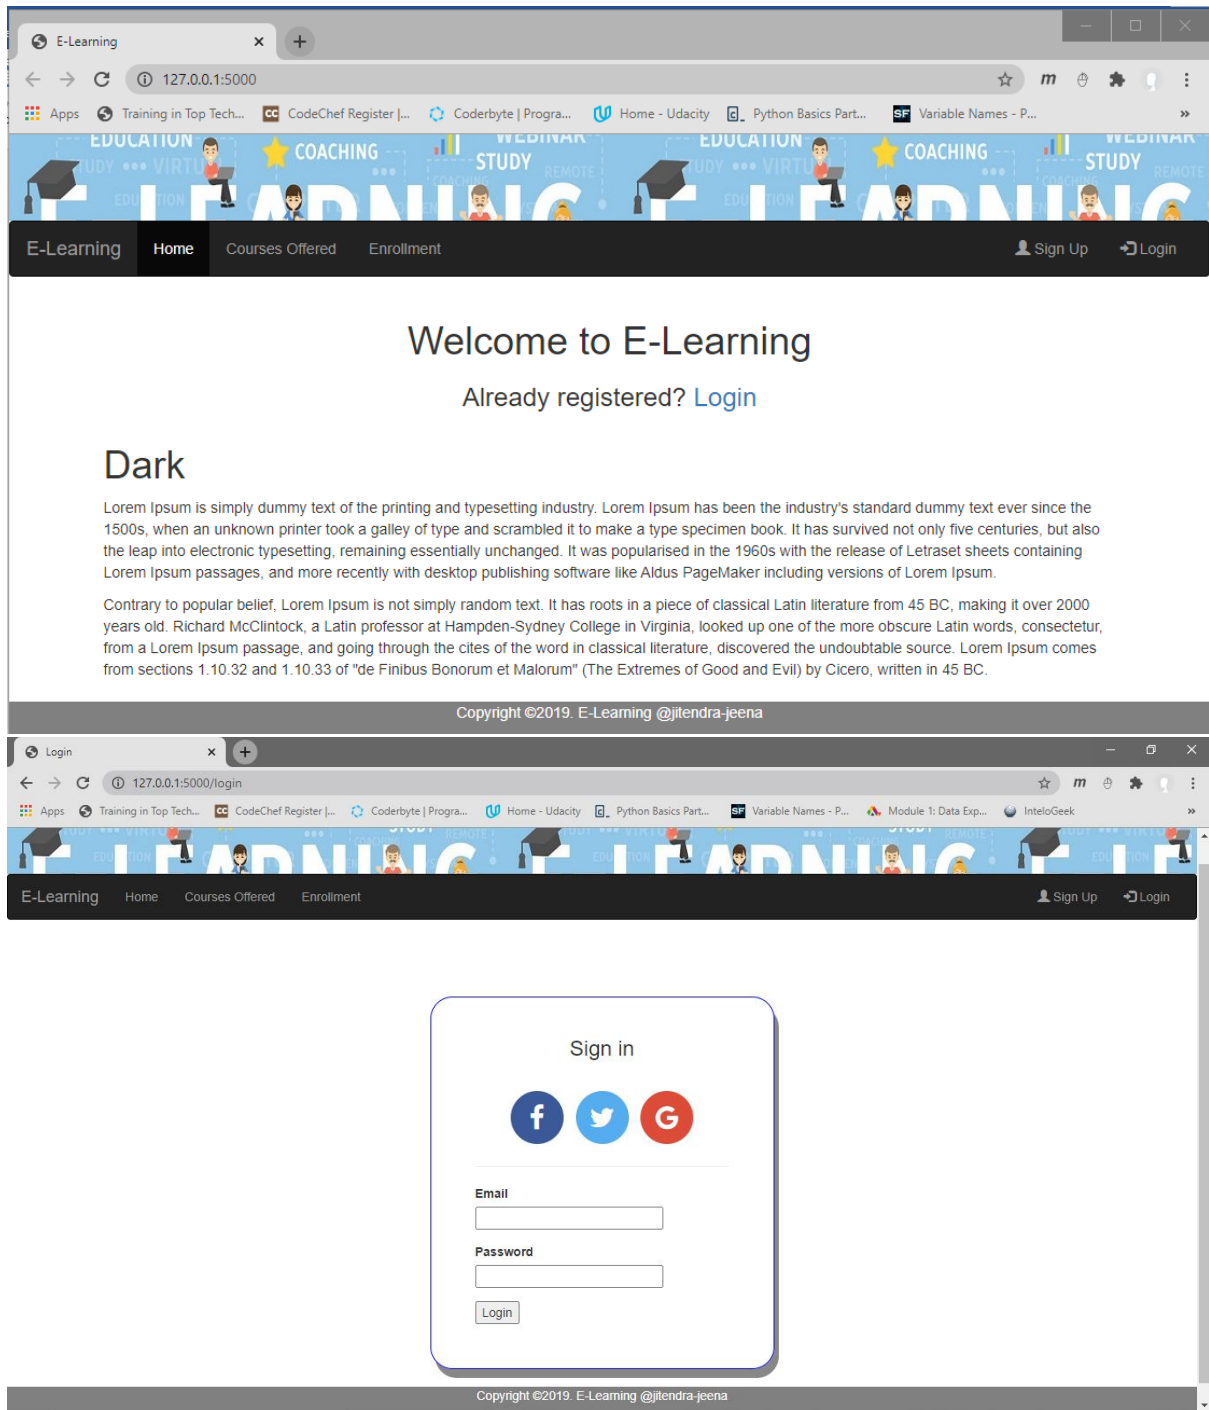 E-Learning
127.0.0.1:5000
m
Apps Training in Top Tech... CC CodeChef Register |... Coderbyte | Progra... Home - Udacity C_ Python Basics Part... SF Variable Names - P... »
EDUCATION COACHING WEBINAR STUDY EDUCATION COACHING WEBINAR STUDY
E-LEARNING
E-Learning Home Courses Offered Enrollment Sign Up Login
Welcome to E-Learning
Already registered? Login
Dark
Lorem Ipsum is simply dummy text of the printing and typesetting industry. Lorem Ipsum has been the industry's standard dummy text ever since the
1500s, when an unknown printer took a galley of type and scrambled it to make a type specimen book. It has survived not only five centuries, but also
the leap into electronic typesetting, remaining essentially unchanged. It was popularised in the 1960s with the release of Letraset sheets containing
Lorem Ipsum passages, and more recently with desktop publishing software like Aldus PageMaker including versions of Lorem Ipsum.
Contrary to popular belief, Lorem Ipsum is not simply random text. It has roots in a piece of classical Latin literature from 45 BC, making it over 2000
years old. Richard McClintock, a Latin professor at Hampden-Sydney College in Virginia, looked up one of the more obscure Latin words, consectetur,
from a Lorem Ipsum passage, and going through the cites of the word in classical literature, discovered the undoubtable source. Lorem Ipsum comes
from sections 1.10.32 and 1.10.33 of "de Finibus Bonorum et Malorum" (The Extremes of Good and Evil) by Cicero, written in 45 BC.
Copyright ©2019. E-Learning @jitendra-jeena
Login
127.0.0.1:5000/login
m
Apps Training in Top Tech... CC CodeChef Register |... Coderbyte | Progra... Home - Udacity C_ Python Basics Part... SF Variable Names - P... Module 1: Data Exp... InteloGeek »
E-Learning Home Courses Offered Enrollment Sign Up Login
Sign in
f G
Email
Password
Login
Copyright ©2019. E-Learning @jitendra-jeena